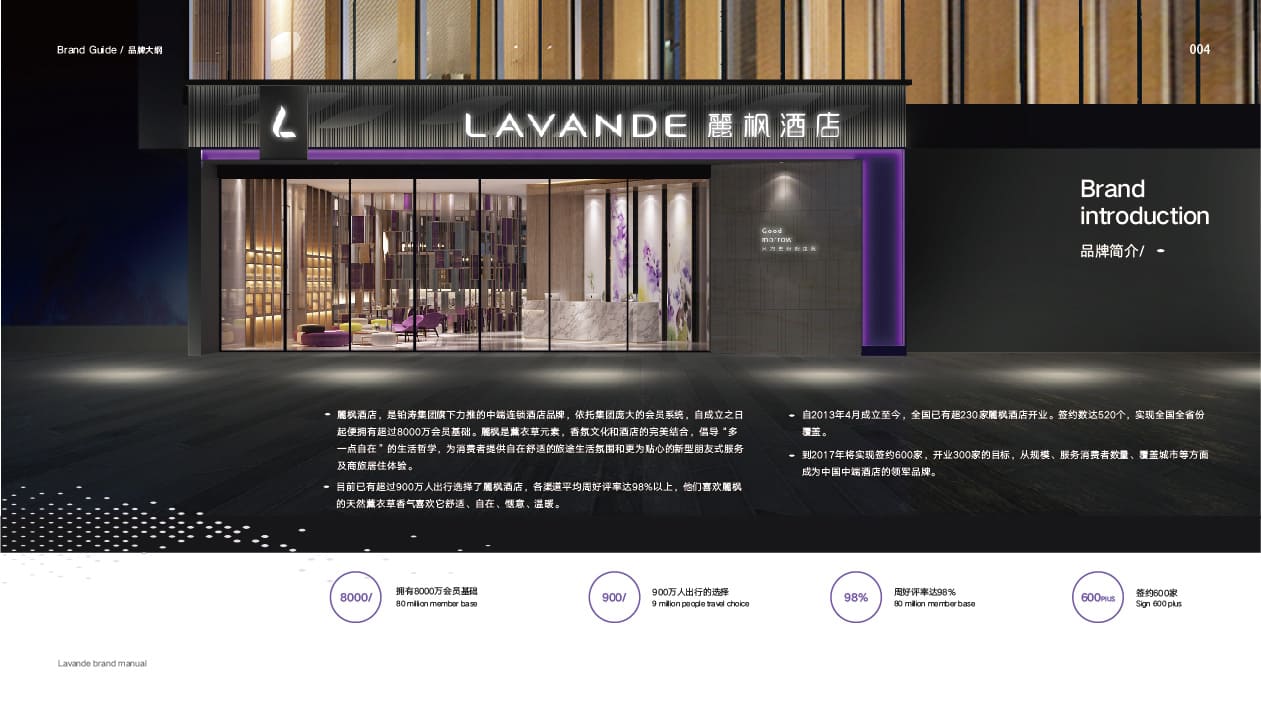 Brand Guide / 品牌大纲
004
LAVANDE 麗枫酒店
Good
morrow
Brand
introduction
品牌简介/
麗枫酒店，是铂涛集团旗下力推的中端连锁酒店品牌，依托集团庞大的会员系统，自成立之日
起便拥有超过8000万会员基础。麗枫是薰衣草元素，香氛文化和酒店的完美结合，倡导“多
一点自在”的生活哲学，为消费者提供自在舒适的旅途生活氛围和更为贴心的新型朋友式服务
及商旅居住体验。
目前已有超过900万人出行选择了麗枫酒店，各渠道平均周好评率达98%以上，他们喜欢麗枫
的天然薰衣草香气喜欢它舒适、自在、惬意、温暖。
自2013年4月成立至今，全国已有超230家麗枫酒店开业。签约数达520个，实现全国全省份
覆盖。
到2017年将实现签约600家，开业300家的目标，从规模、服务消费者数量、覆盖城市等方面
成为中国中端酒店的领军品牌。
8000/
拥有8000万会员基础
80 million member base
900/
900万人出行的选择
9 million people travel choice
98%
周好评率达98%
80 million member base
600PlUS
签约600家
Sign 600 plus
Lavande brand manual